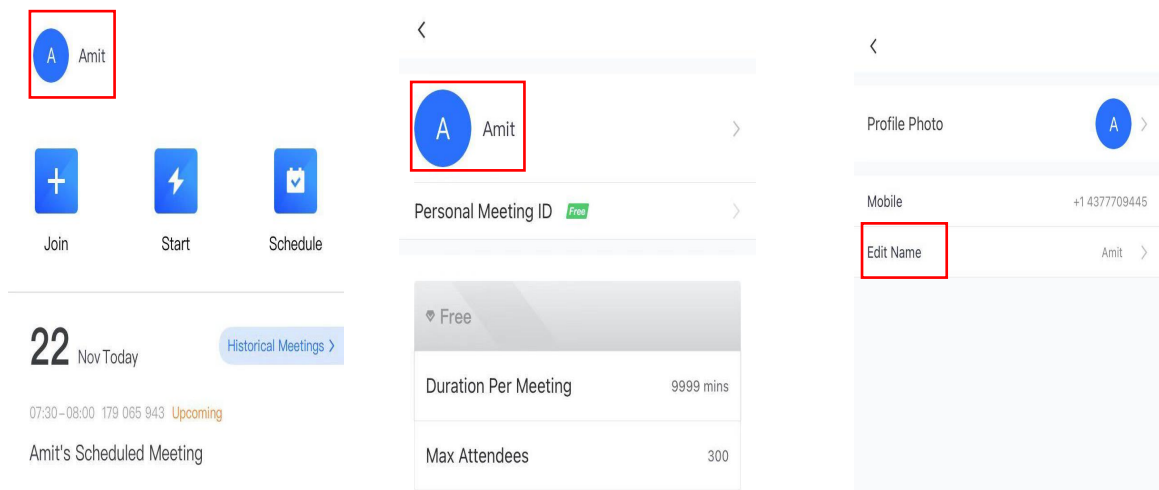 A Amit
Join Start Schedule
22 Nov Today Historical Meetings >
07:30-08:00 179 065 943 Upcoming
Amit's Scheduled Meeting
A Amit
Personal Meeting ID Free
Free
Duration Per Meeting 9999 mins
Max Attendees 300
Profile Photo A
Mobile +1 4377709445
Edit Name Amit